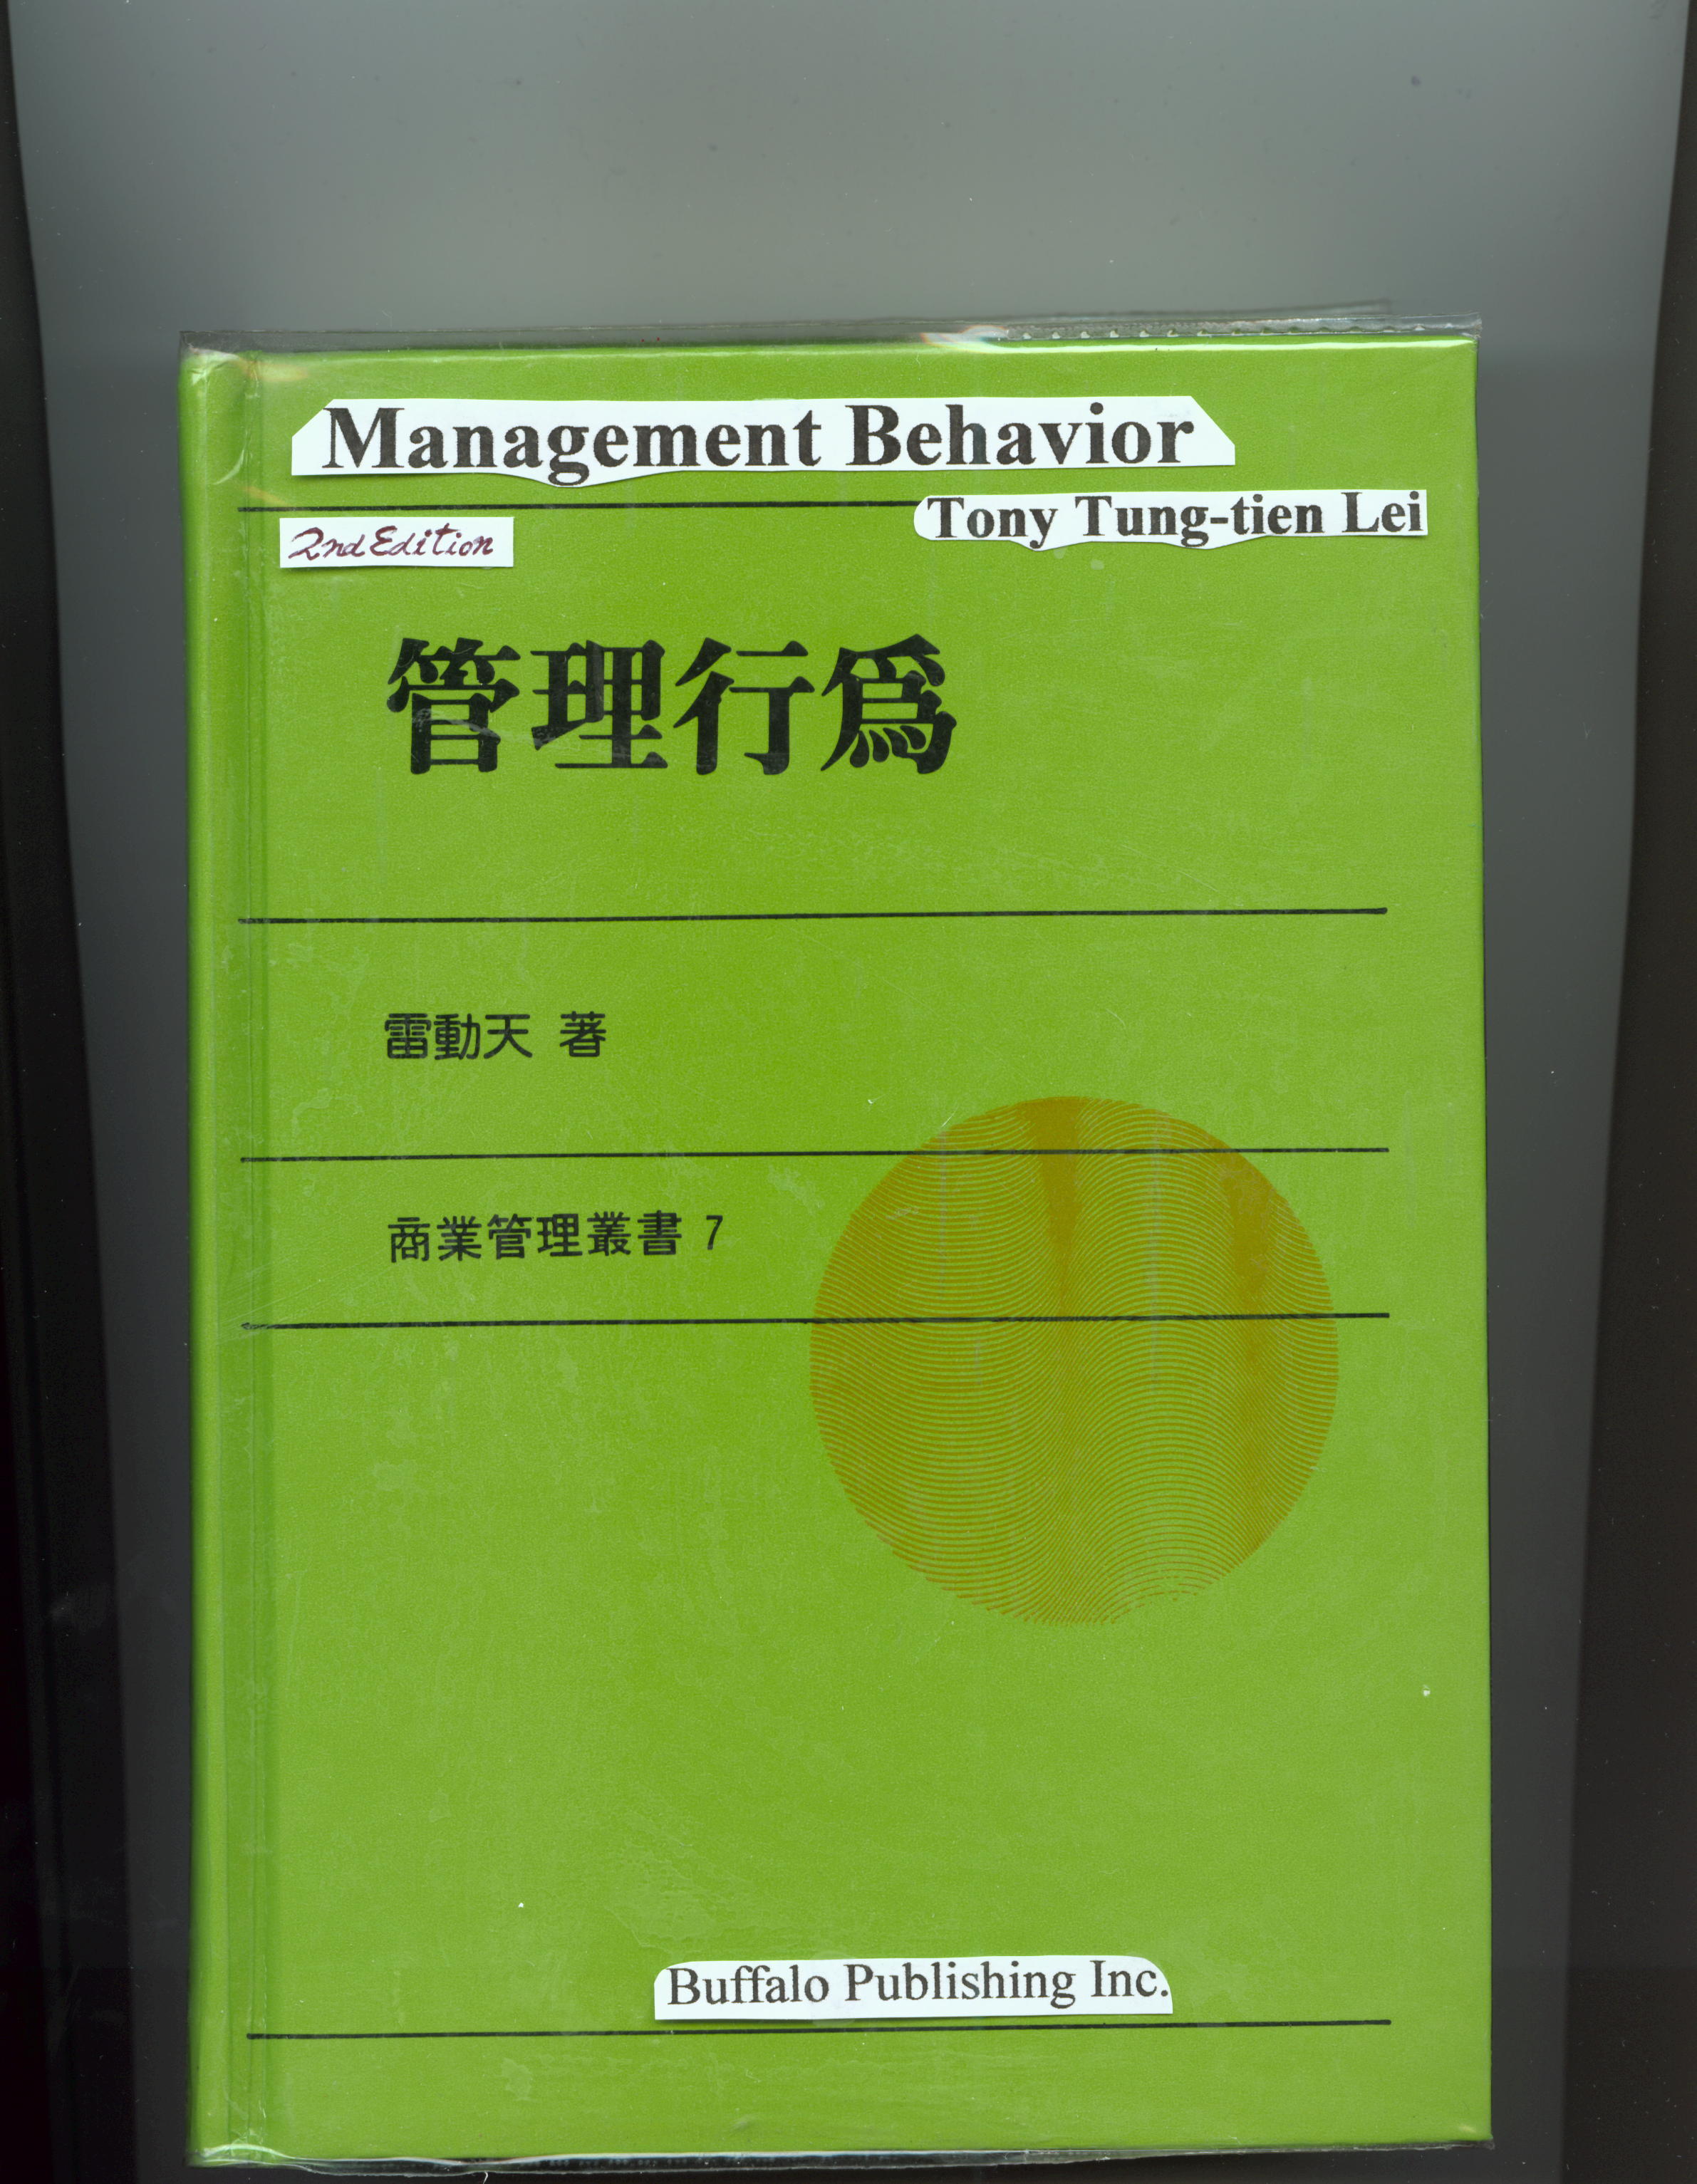 Management Behavior
Tony Tung-tien Lei
2nd Edition
管理行爲
雷動天 著
商業管理叢書 7
Buffalo Publishing Inc.